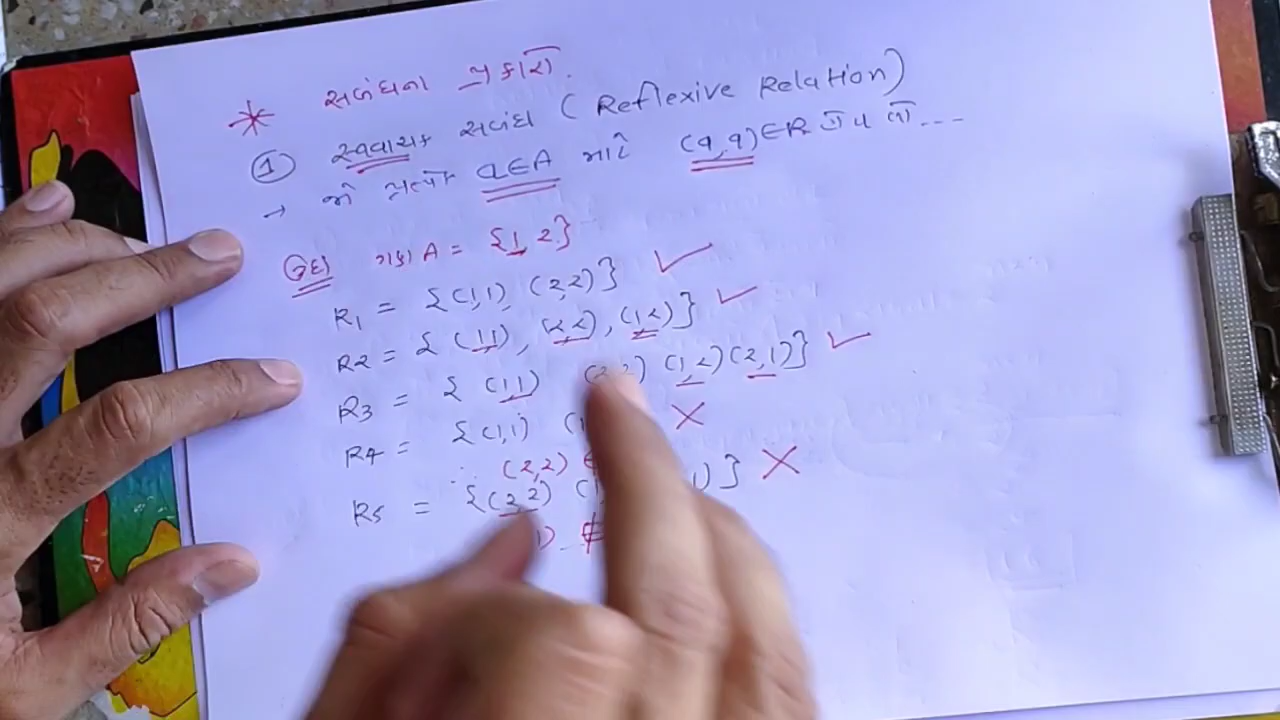 * સબંધના પ્રકારો.
① સ્વવાચક સબંધ (Reflexive Relation)
→ જો પ્રત્યેક a∈A માટે (a,a)∈R થાય તો...
ઉદા ગણ A = {1, 2}
R1 = {(1,1) (2,2)} ✓
R2 = {(1,1), (2,2), (1,2)} ✓
R3 = {(1,1) (2,2) (1,2) (2,1)} ✓
R4 = {(1,1) ✗
∵ (2,2)
R5 = {(2,2) } ✗